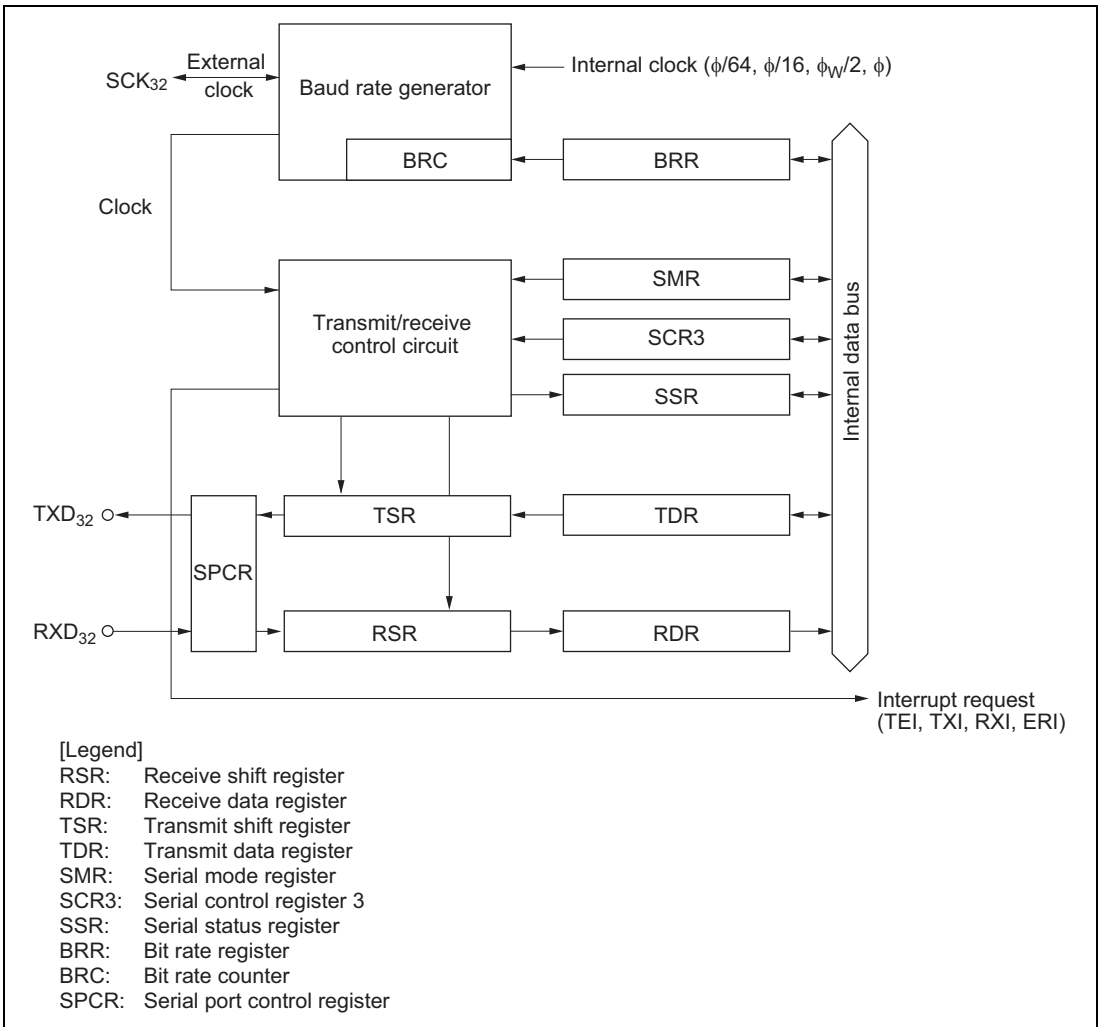 SCK32
External
clock
Baud rate generator
Internal clock (ϕ/64, ϕ/16, ϕW/2, ϕ)
BRC
BRR
Clock
Transmit/receive
control circuit
SMR
SCR3
SSR
Internal data bus
TXD32
SPCR
TSR
TDR
RXD32
RSR
RDR
Interrupt request
(TEI, TXI, RXI, ERI)
[Legend]
RSR: Receive shift register
RDR: Receive data register
TSR: Transmit shift register
TDR: Transmit data register
SMR: Serial mode register
SCR3: Serial control register 3
SSR: Serial status register
BRR: Bit rate register
BRC: Bit rate counter
SPCR: Serial port control register